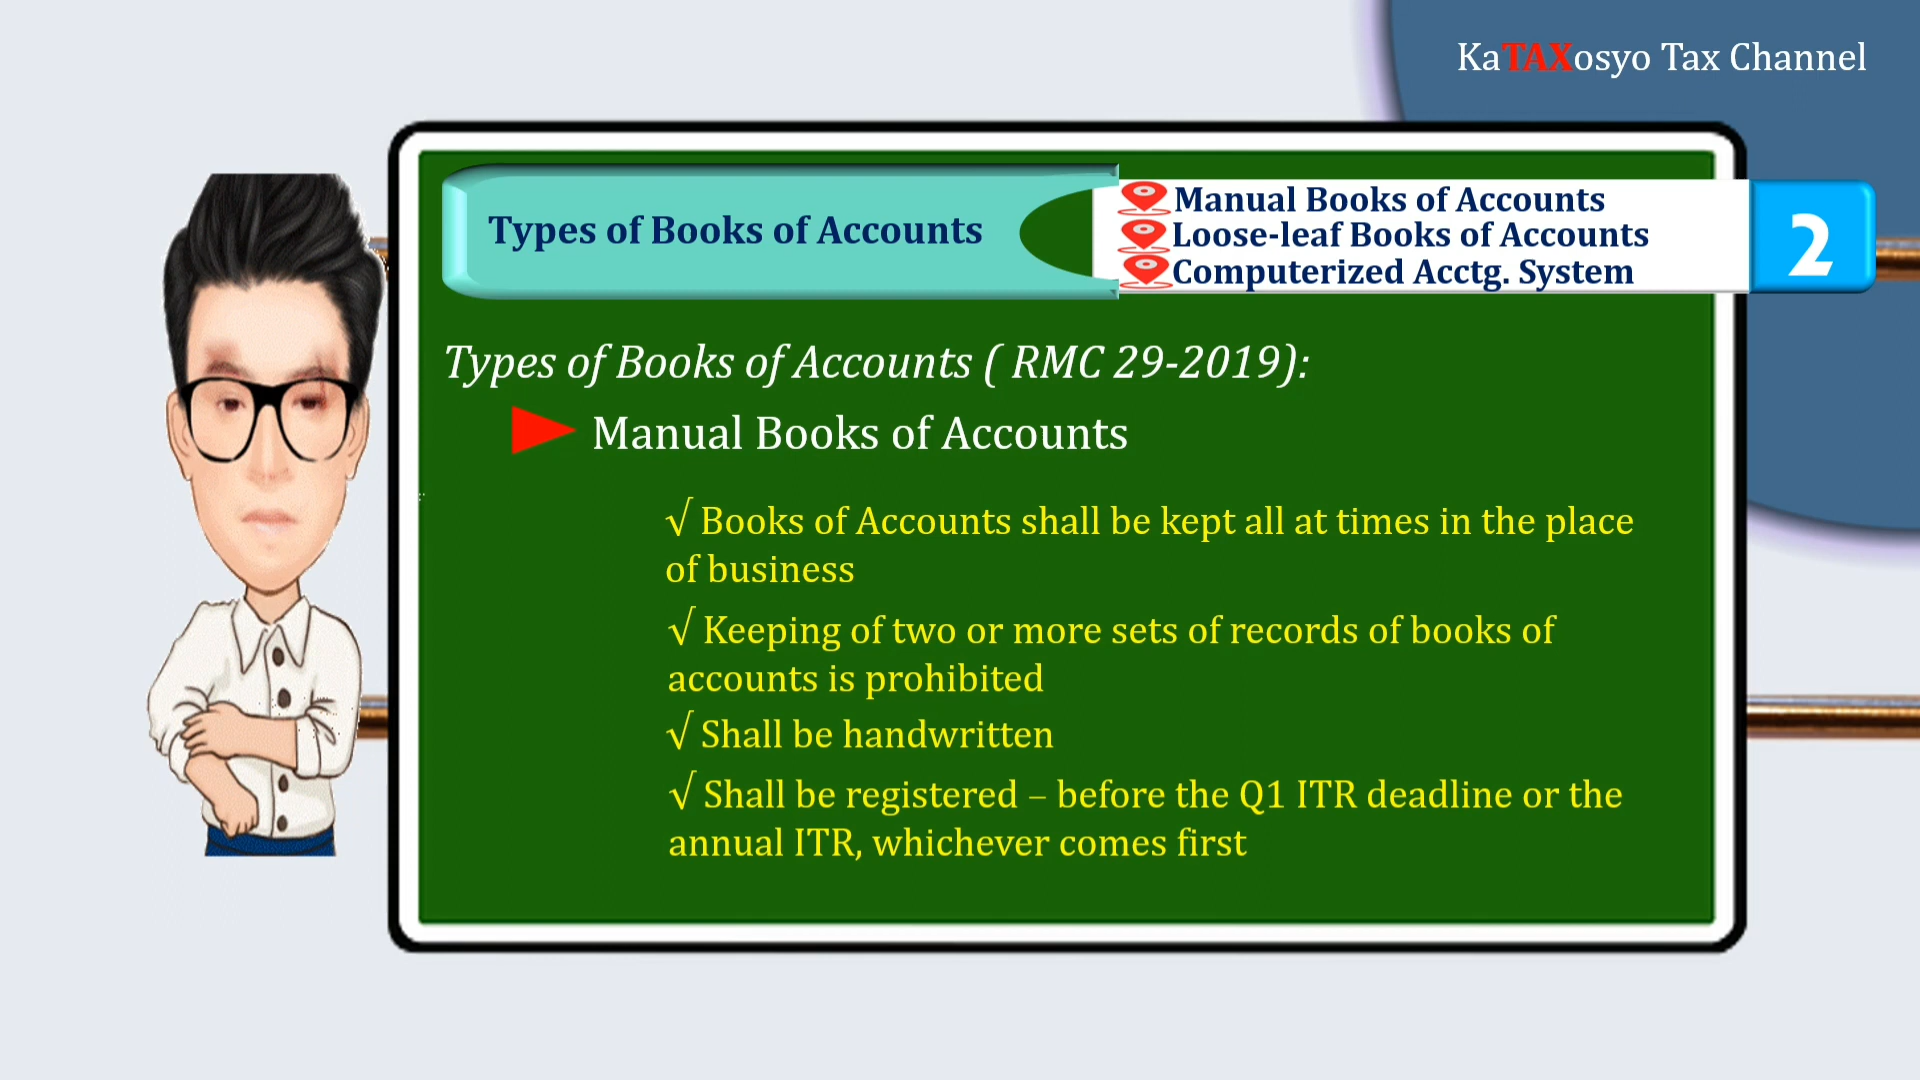 KaTAXosyo Tax Channel
Types of Books of Accounts
Manual Books of Accounts
Loose-leaf Books of Accounts
Computerized Acctg. System
2
Types of Books of Accounts ( RMC 29-2019):
Manual Books of Accounts
√ Books of Accounts shall be kept all at times in the place
of business
√ Keeping of two or more sets of records of books of
accounts is prohibited
√ Shall be handwritten
√ Shall be registered – before the Q1 ITR deadline or the
annual ITR, whichever comes first